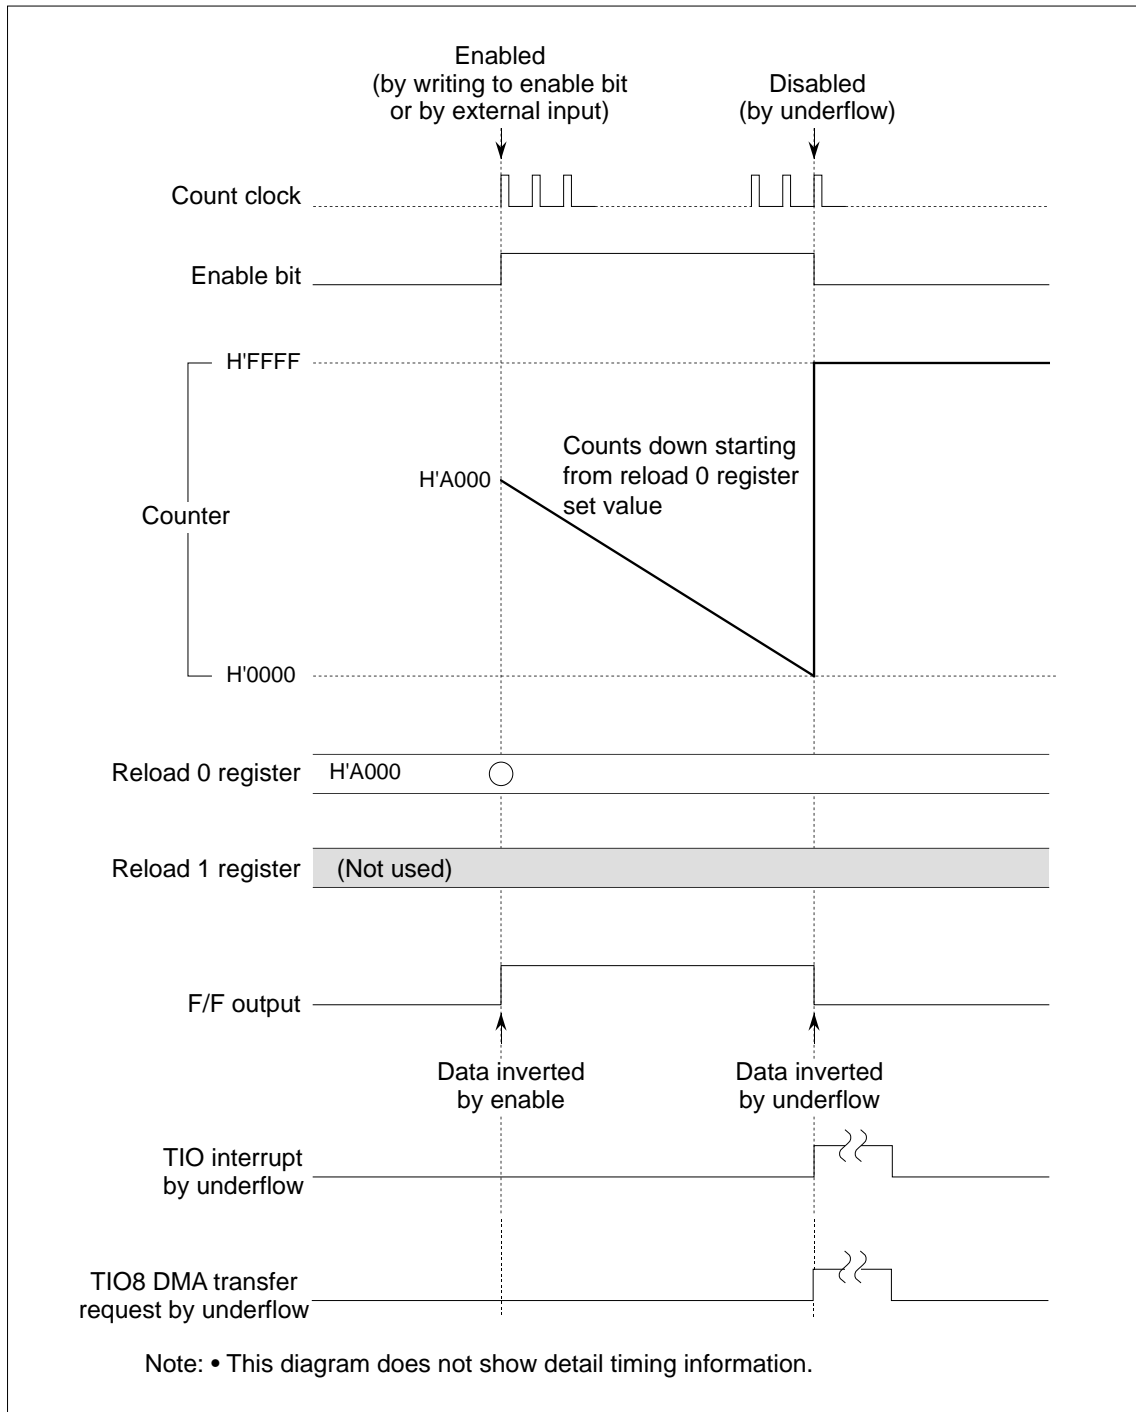 Enabled
(by writing to enable bit
or by external input)
Disabled
(by underflow)
Count clock
Enable bit
H'FFFF
Counts down starting
from reload 0 register
set value
H'A000
Counter
H'0000
Reload 0 register
H'A000
Reload 1 register
(Not used)
F/F output
Data inverted
by enable
Data inverted
by underflow
TIO interrupt
by underflow
TIO8 DMA transfer
request by underflow
Note: • This diagram does not show detail timing information.